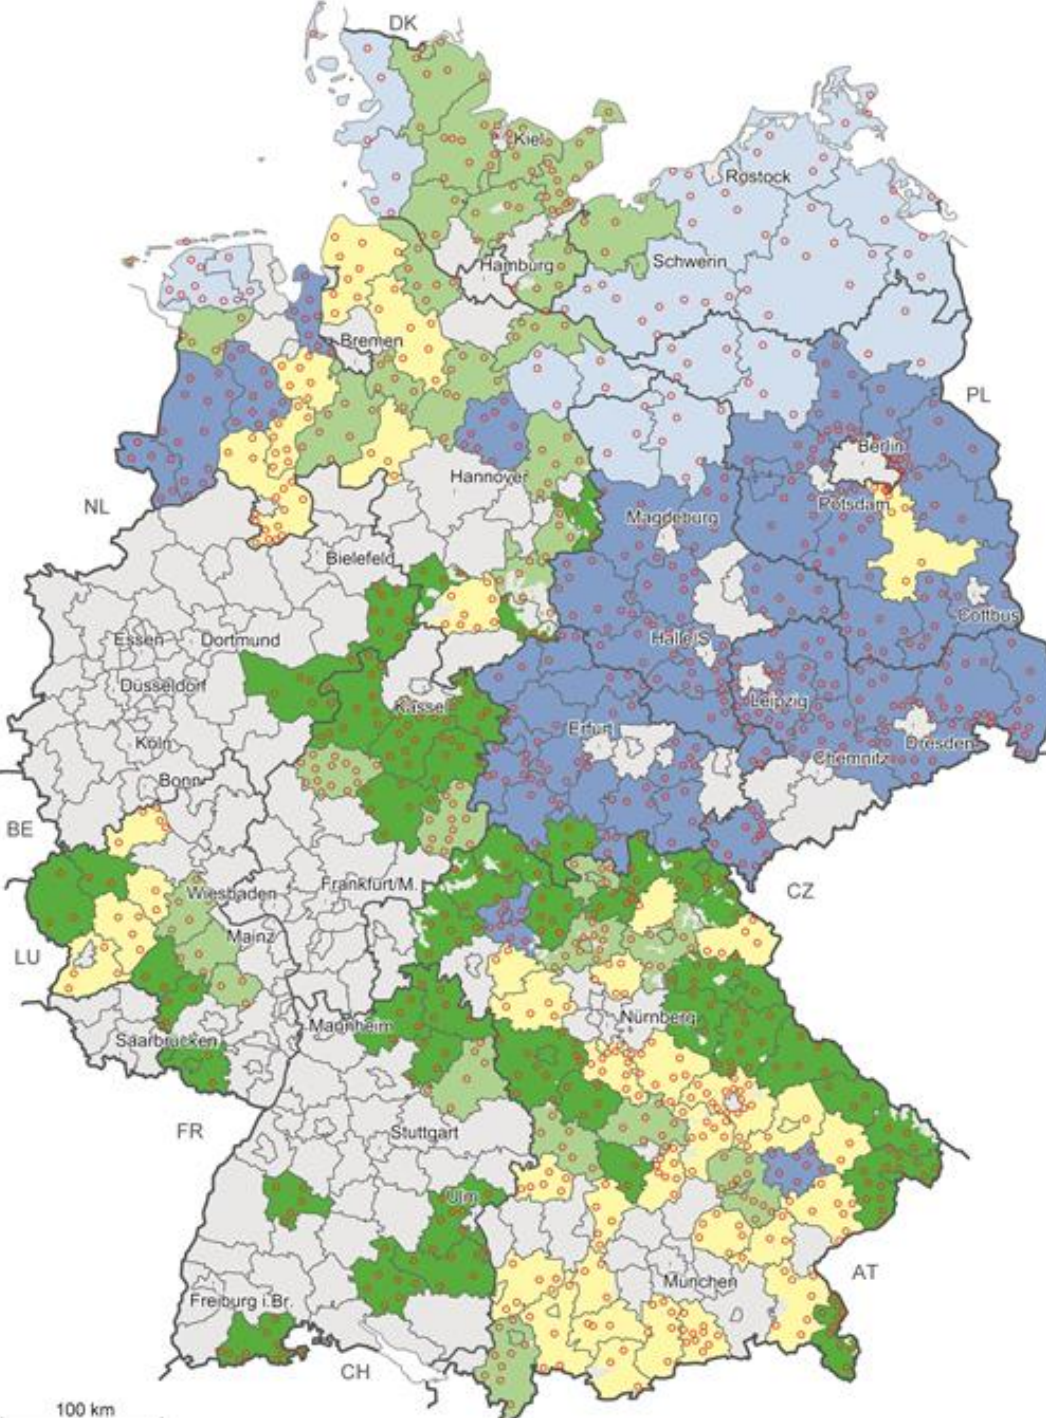 DK
Kiel
Rostock
Hamburg
Schwerin
Bremen
PL
Berlin
Hannover
NL
Potsdam
Magdeburg
Bielefeld
Cottbus
Essen
Dortmund
Halle/S
Düsseldorf
Leipzig
Kassel
Erfurt
Köln
Dresden
Chemnitz
Bonn
BE
Wiesbaden
Frankfurt/M.
CZ
Mainz
LU
Nürnberg
Mannheim
Saarbrücken
FR
Stuttgart
Ulm
AT
München
Freiburg i.Br.
CH
100 km